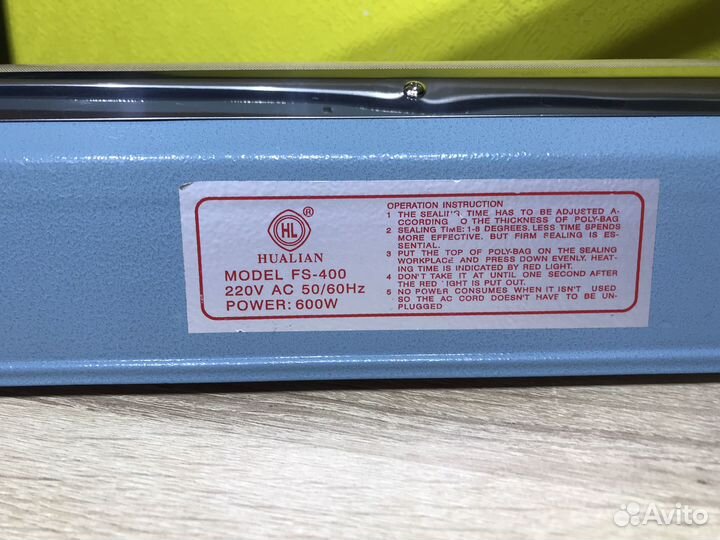 HL ®
HUALIAN
MODEL FS-400
220V AC 50/60Hz
POWER: 600W
OPERATION INSTRUCTION
1 THE SEALING TIME HAS TO BE ADJUSTED A-
CCORDING TO THE THICKNESS OF POLY-BAG
2 SEALING TIME: 1-8 DEGREES. LESS TIME SPENDS
MORE EFFECTIVE. BUT FIRM SEALING IS ES-
SENTIAL.
3 PUT THE TOP OF POLY-BAG ON THE SEALING
WORKPLACE AND PRESS DOWN EVENLY. HEAT-
ING TIME IS INDICATED BY RED LIGHT.
4 DON'T TAKE IT AT UNTIL ONE SECOND AFTER
THE RED LIGHT IS PUT OUT.
5 NO POWER CONSUMES WHEN IT ISN'T USED
SO THE AC CORD DOESN'T HAVE TO BE UN-
PLUGGED
Avito